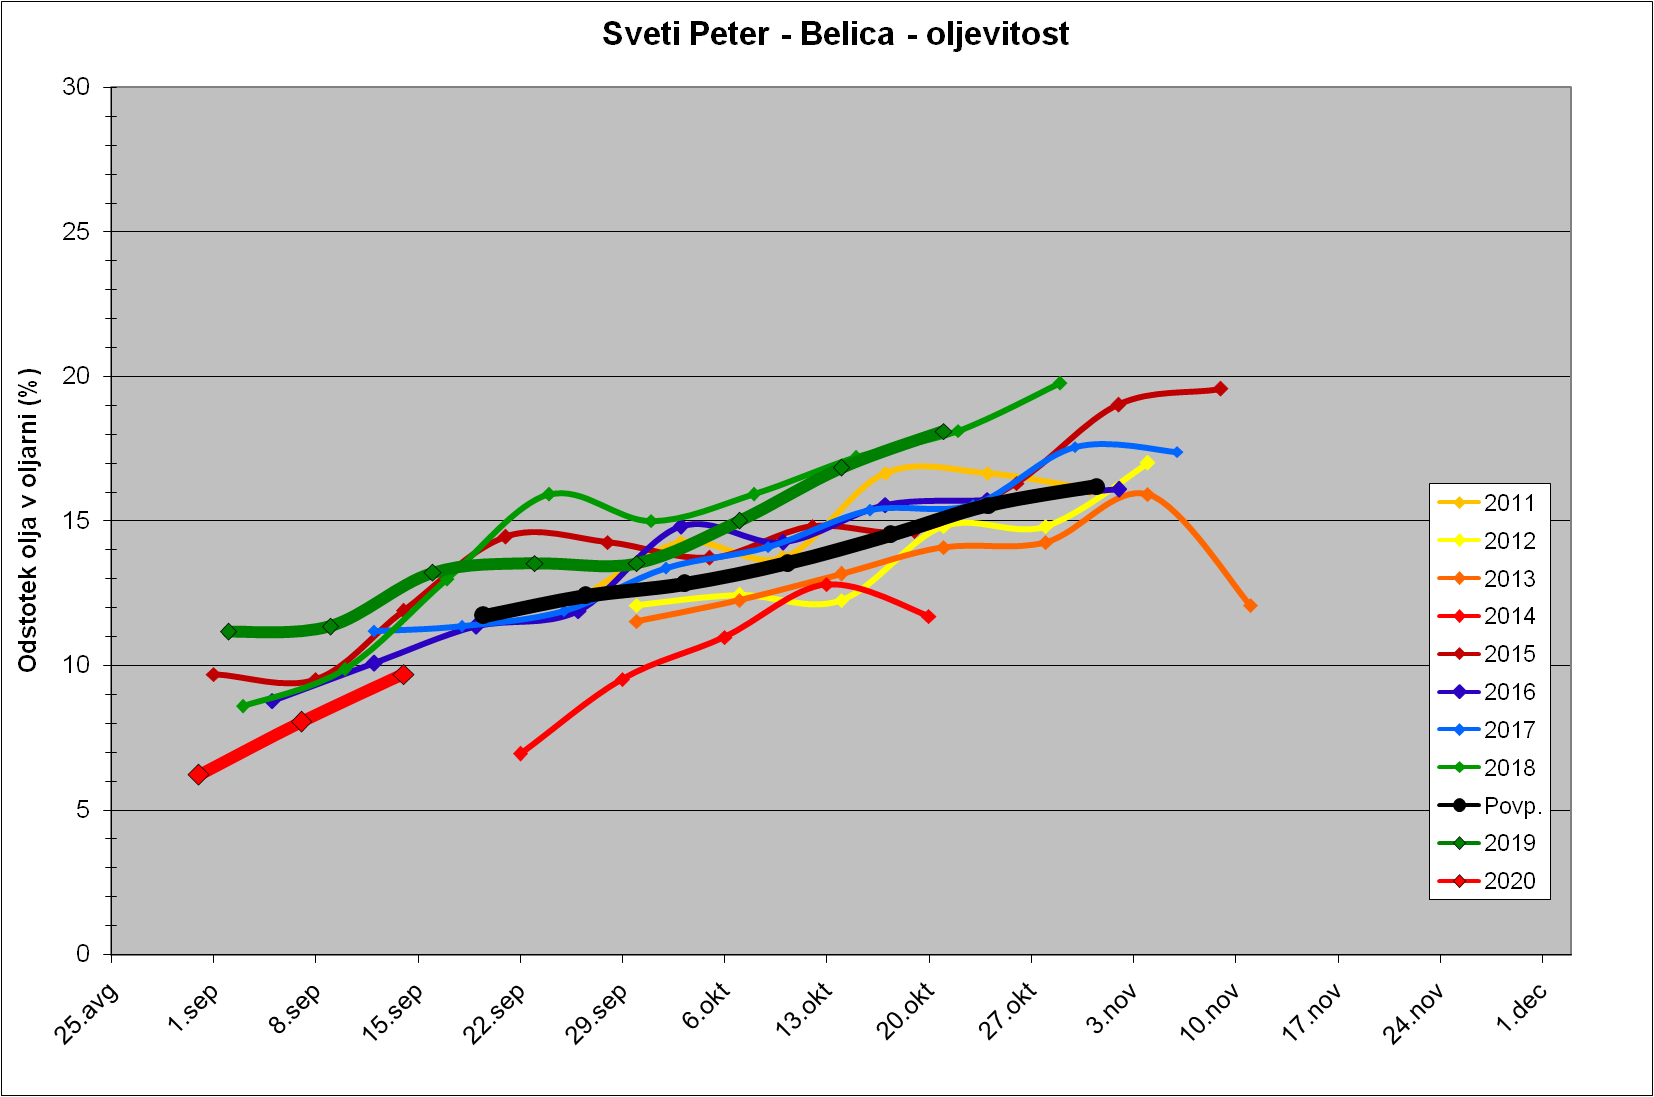 Sveti Peter - Belica - oljevitost
Odstotek olja v oljarni (%)
30
25
20
15
10
5
0
25.avg
1.sep
8.sep
15.sep
22.sep
29.sep
6.okt
13.okt
20.okt
27.okt
3.nov
10.nov
17.nov
24.nov
1.dec
2011
2012
2013
2014
2015
2016
2017
2018
Povp.
2019
2020